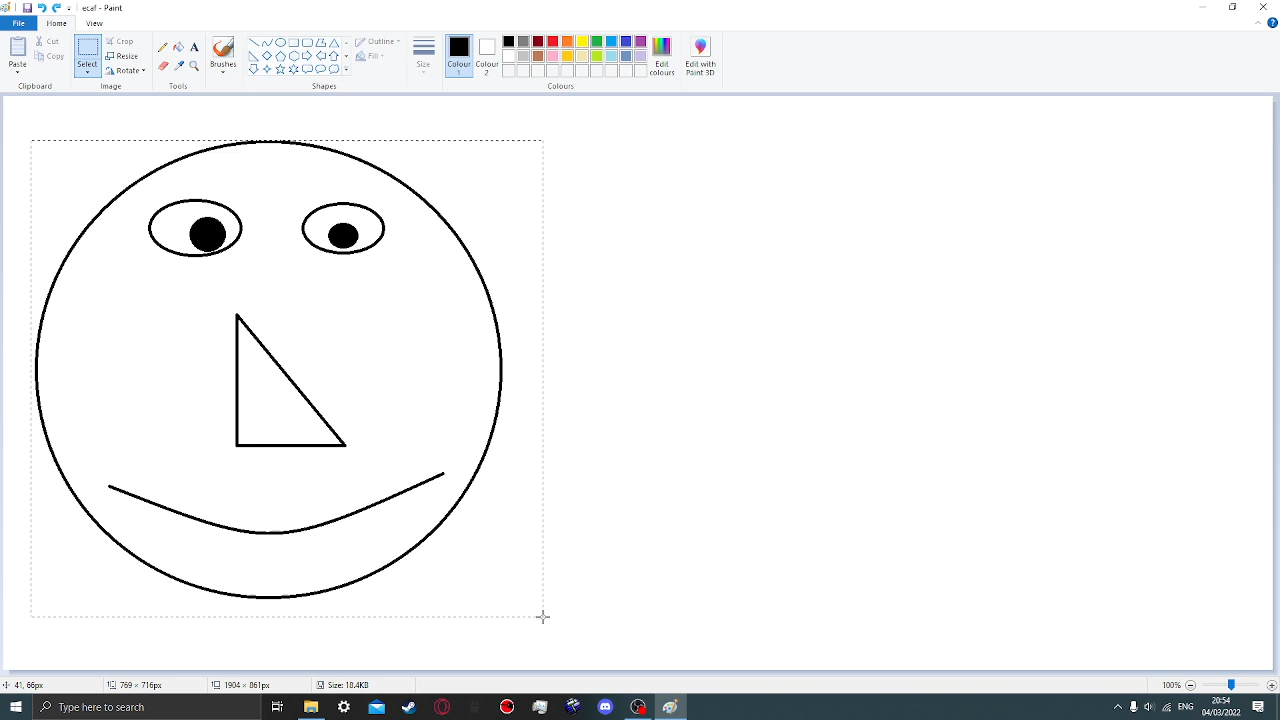 ecaf - Paint
File Home View
Paste
Cut
Copy
Clipboard
Select
Crop
Resize
Rotate
Image
A
Tools
Brushes
Outline
Fill
Shapes
Size
Colour 1
Colour 2
Edit colours
Colours
Edit with Paint 3D
41, 66px
769 × 716px
1904 × 861px
Size: 18.4KB
100%
Type here to search
ENG
20:54
04/03/2022